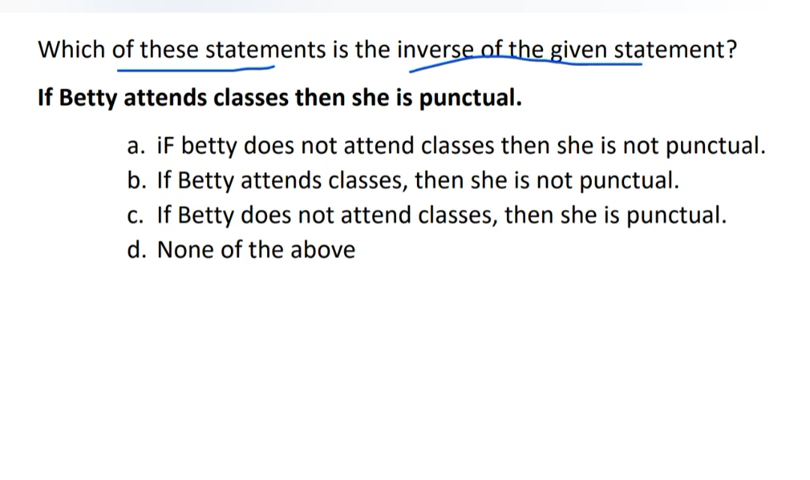 Which of these statements is the inverse of the given statement?
If Betty attends classes then she is punctual.
a. iF betty does not attend classes then she is not punctual.
b. If Betty attends classes, then she is not punctual.
c. If Betty does not attend classes, then she is punctual.
d. None of the above